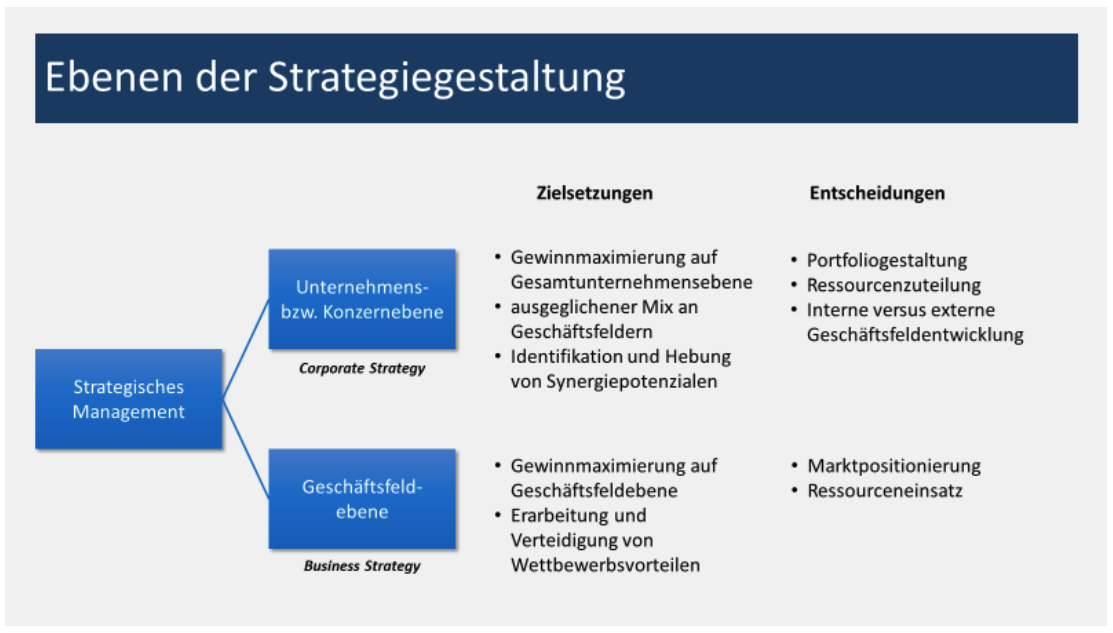 Ebenen der Strategiegestaltung
Zielsetzungen
Entscheidungen
Unternehmens-
bzw. Konzernebene
Corporate Strategy
• Gewinnmaximierung auf
Gesamtunternehmensebene
• ausgeglichener Mix an
Geschäftsfeldern
• Identifikation und Hebung
von Synergiepotenzialen
• Portfoliogestaltung
• Ressourcenzuteilung
• Interne versus externe
Geschäftsfeldentwicklung
Strategisches
Management
Geschäftsfeld-
ebene
Business Strategy
• Gewinnmaximierung auf
Geschäftsfeldebene
• Erarbeitung und
Verteidigung von
Wettbewerbsvorteilen
• Marktpositionierung
• Ressourceneinsatz